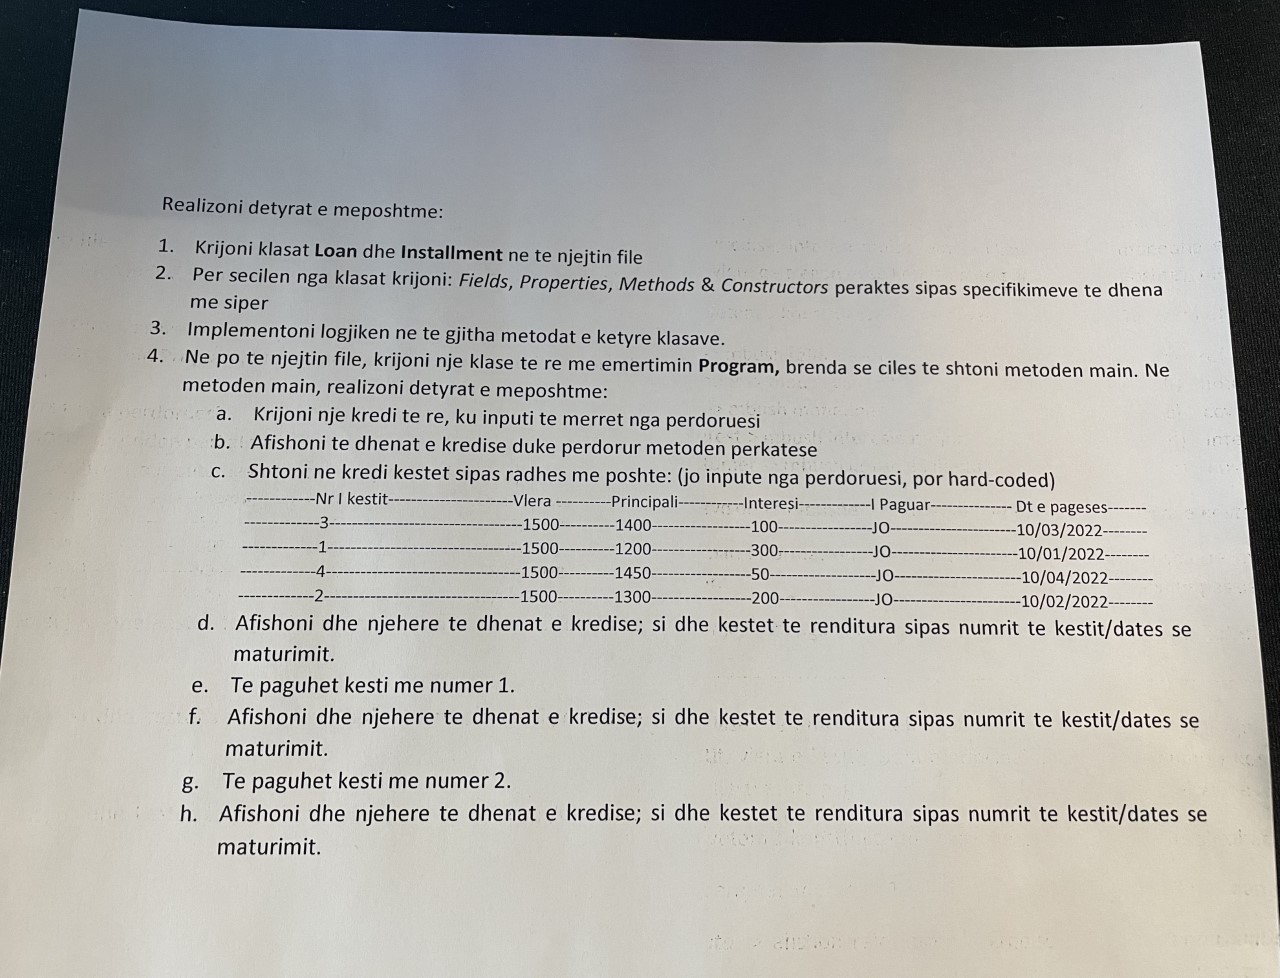 Realizoni detyrat e meposhtme:
1. Krijoni klasat Loan dhe Installment ne te njejtin file
2. Per secilen nga klasat krijoni: Fields, Properties, Methods & Constructors peraktes sipas specifikimeve te dhena
me siper
3. Implementoni logjiken ne te gjitha metodat e ketyre klasave.
4. Ne po te njejtin file, krijoni nje klase te re me emertimin Program, brenda se ciles te shtoni metoden main. Ne
metoden main, realizoni detyrat e meposhtme:
a. Krijoni nje kredi te re, ku inputi te merret nga perdoruesi
b. Afishoni te dhenat e kredise duke perdorur metoden perkatese
c. Shtoni ne kredi kestet sipas radhes me poshte: (jo inpute nga perdoruesi, por hard-coded)
------------Nr I kestit----------------------Vlera ----------Principali------------Interesi-------------I Paguar--------------- Dt e pageses-------
-------------3-----------------------------------1500----------1400------------------100-----------------JO-----------------------10/03/2022--------
-------------1-----------------------------------1500----------1200------------------300-----------------JO-----------------------10/01/2022--------
-------------4-----------------------------------1500----------1450------------------50-------------------JO-----------------------10/04/2022--------
-------------2-----------------------------------1500----------1300------------------200-----------------JO-----------------------10/02/2022--------
d. Afishoni dhe njehere te dhenat e kredise; si dhe kestet te renditura sipas numrit te kestit/dates se
maturimit.
e. Te paguhet kesti me numer 1.
f. Afishoni dhe njehere te dhenat e kredise; si dhe kestet te renditura sipas numrit te kestit/dates se
maturimit.
g. Te paguhet kesti me numer 2.
h. Afishoni dhe njehere te dhenat e kredise; si dhe kestet te renditura sipas numrit te kestit/dates se
maturimit.